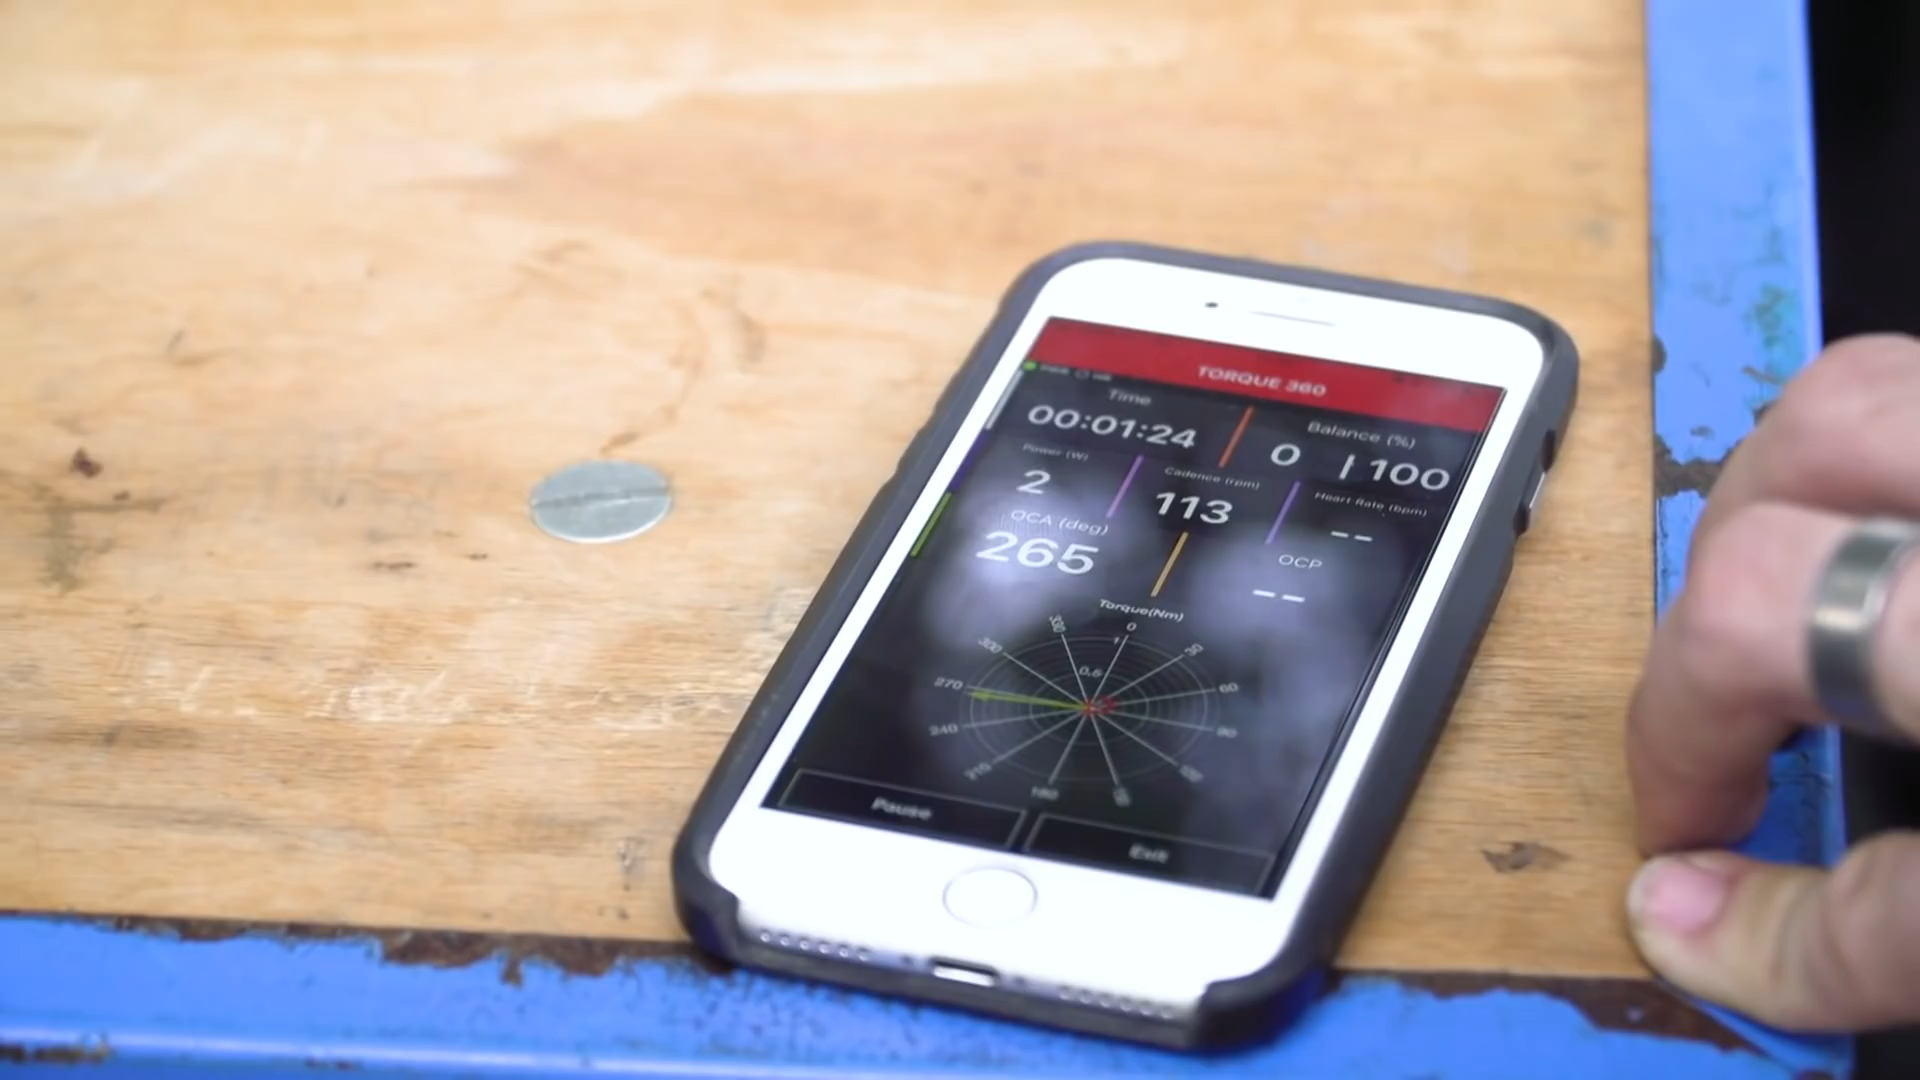 TORQUE 360
Time
00:01:24
Balance (%)
0 | 100
Power (W)
2
Cadence (rpm)
113
Heart Rate (bpm)
--
OCA (deg)
265
OCP
--
Torque(Nm)
330 0 30
1
300 0.5 60
270 90
240
210 180
Pause Exit